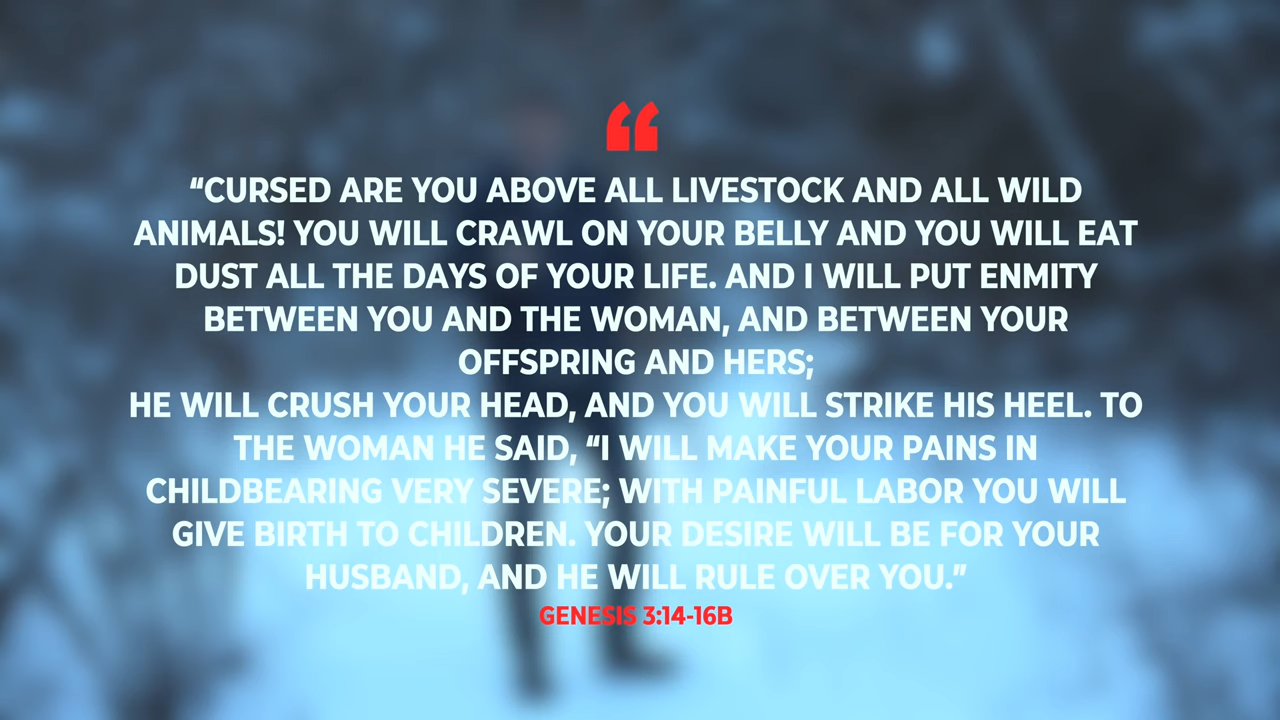 “
“CURSED ARE YOU ABOVE ALL LIVESTOCK AND ALL WILD
ANIMALS! YOU WILL CRAWL ON YOUR BELLY AND YOU WILL EAT
DUST ALL THE DAYS OF YOUR LIFE. AND I WILL PUT ENMITY
BETWEEN YOU AND THE WOMAN, AND BETWEEN YOUR
OFFSPRING AND HERS;
HE WILL CRUSH YOUR HEAD, AND YOU WILL STRIKE HIS HEEL. TO
THE WOMAN HE SAID, “I WILL MAKE YOUR PAINS IN
CHILDBEARING VERY SEVERE; WITH PAINFUL LABOR YOU WILL
GIVE BIRTH TO CHILDREN. YOUR DESIRE WILL BE FOR YOUR
HUSBAND, AND HE WILL RULE OVER YOU.”
GENESIS 3:14-16B